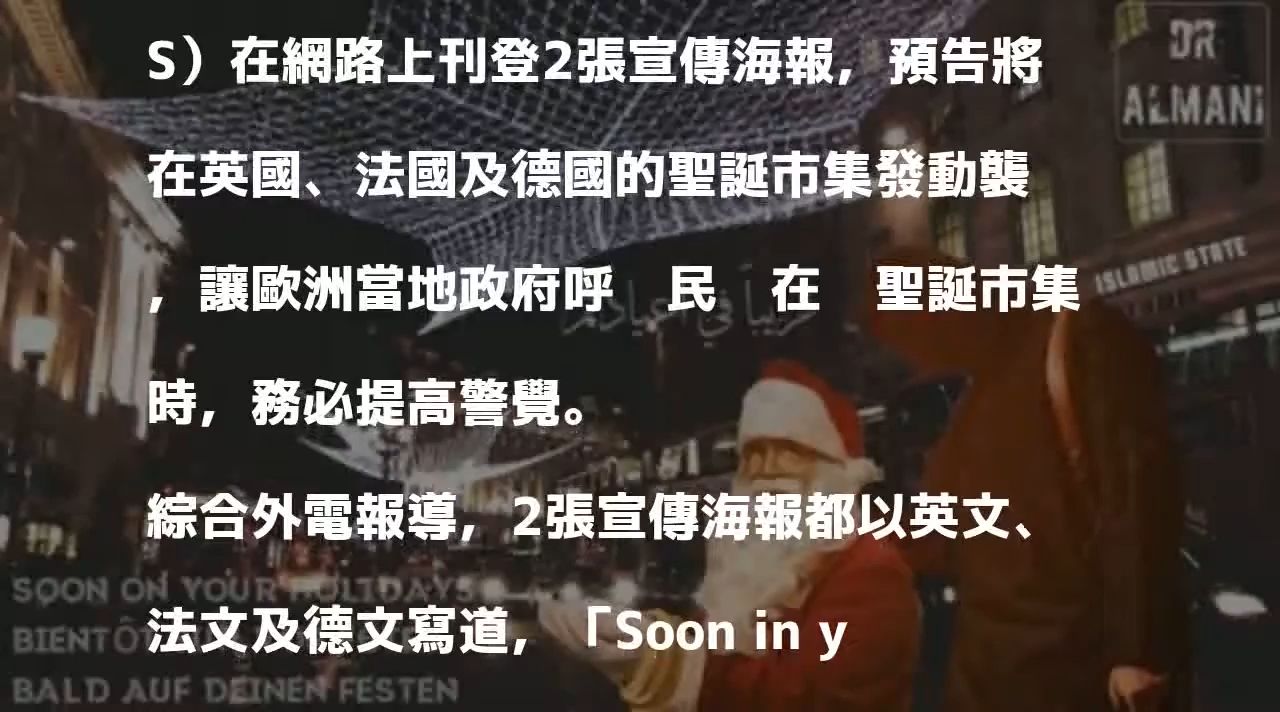 S）在網路上刊登2張宣傳海報，預告將
在英國、法國及德國的聖誕市集發動襲
，讓歐洲當地政府呼　民　在　聖誕市集
時，務必提高警覺。
綜合外電報導，2張宣傳海報都以英文、
法文及德文寫道，「Soon in y
DR
ALMANI
ISLAMIC STATE
SOON ON YOUR HOLIDAYS
BIENTÔT
BALD AUF DEINEN FESTEN